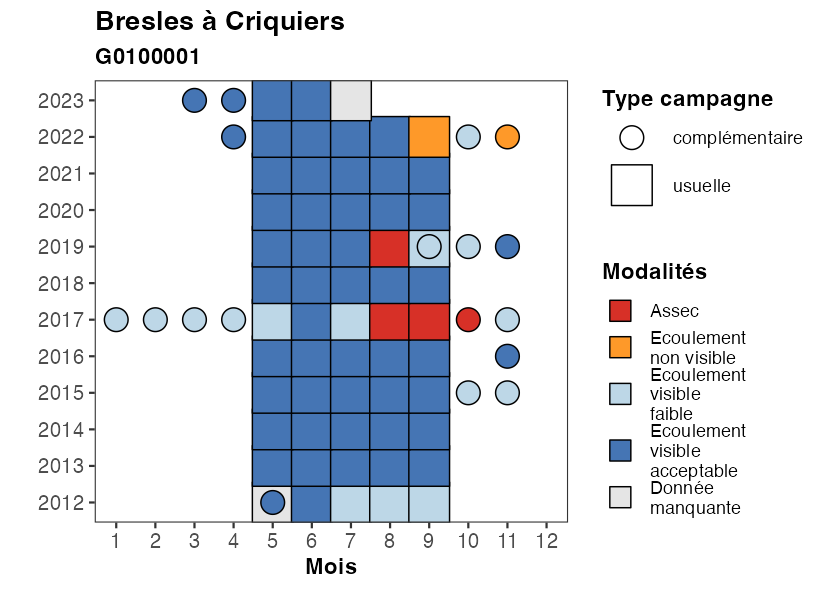 Bresles à Criquiers
G0100001
2023
2022
2021
2020
2019
2018
2017
2016
2015
2014
2013
2012
1 2 3 4 5 6 7 8 9 10 11 12
Mois
Type campagne
complémentaire
usuelle
Modalités
Assec
Ecoulement
non visible
Ecoulement
visible
faible
Ecoulement
visible
acceptable
Donnée
manquante